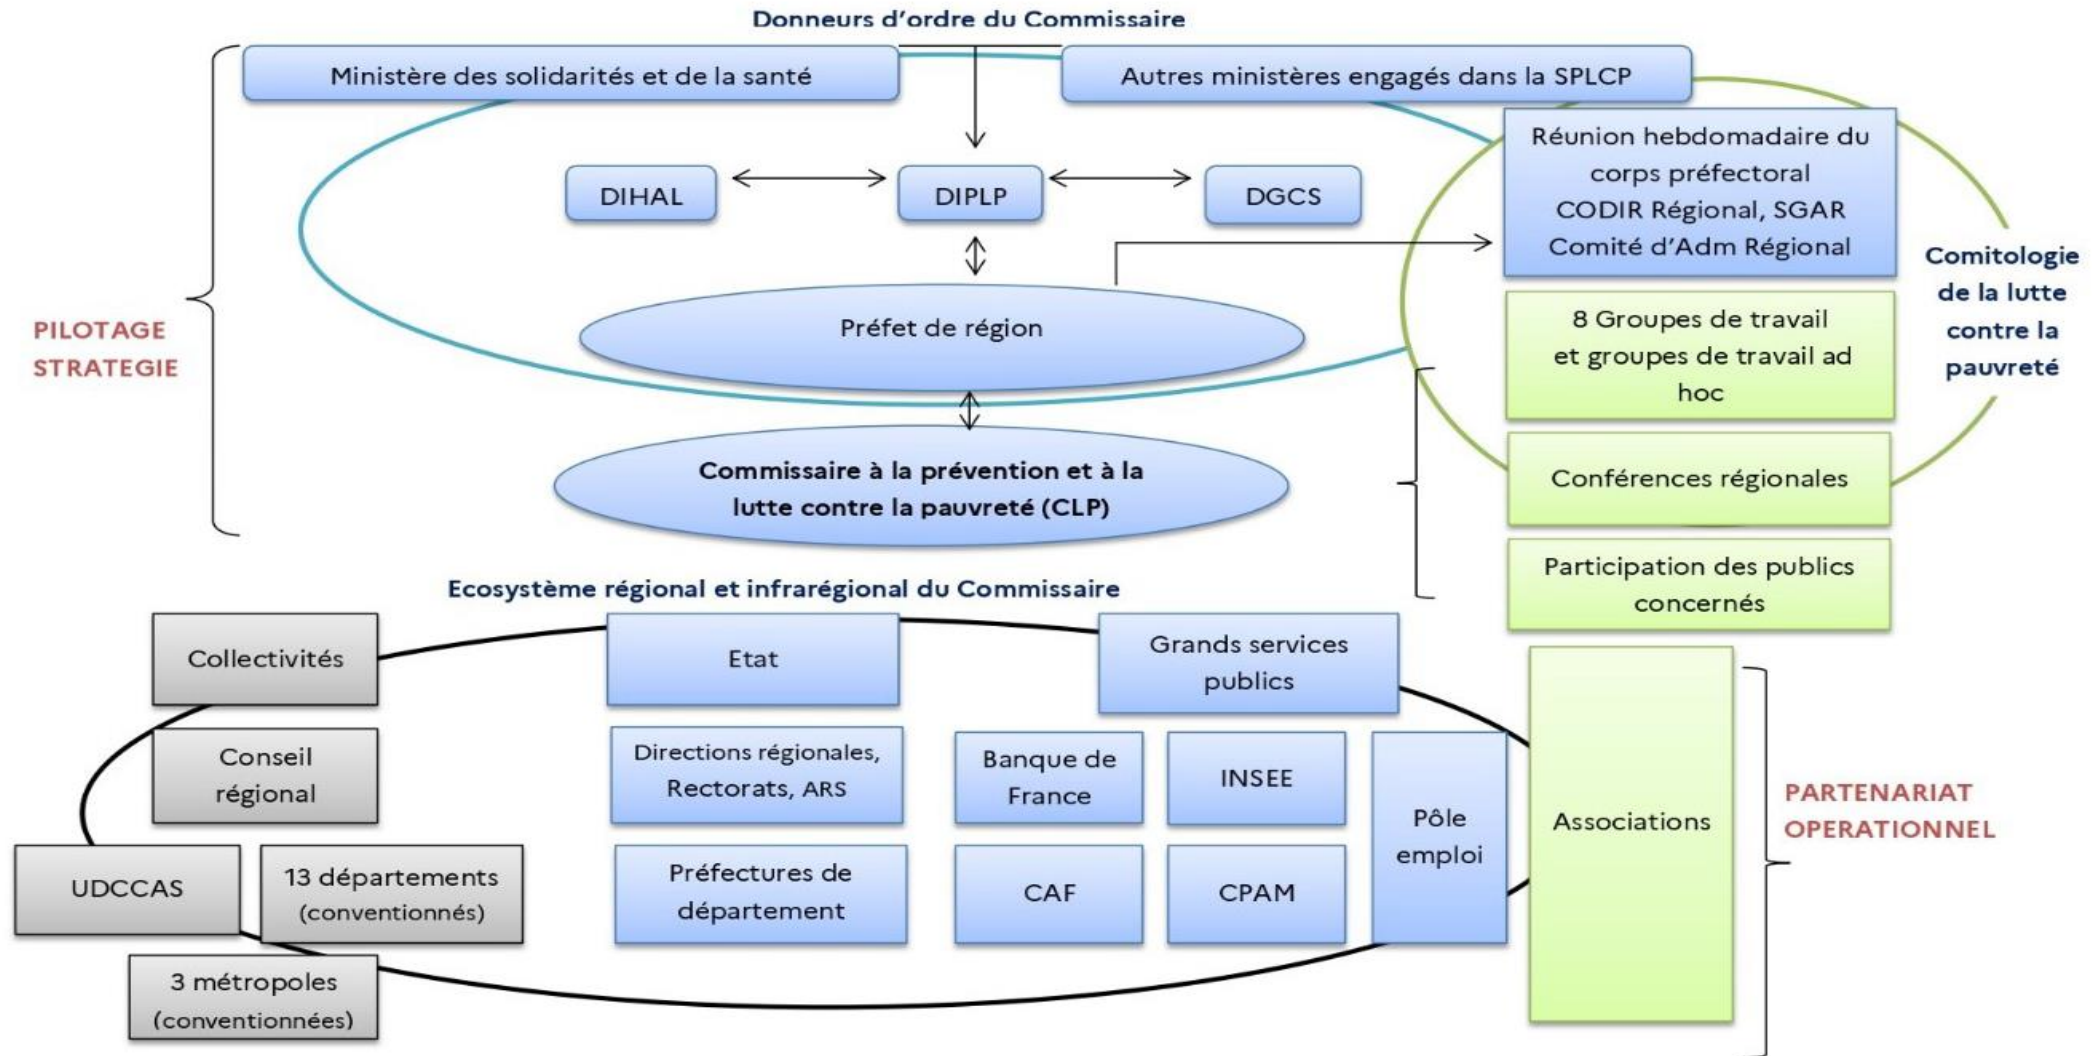 Donneurs d'ordre du Commissaire
Ministère des solidarités et de la santé
Autres ministères engagés dans la SPLCP
DIHAL
DIPLP
DGCS
Réunion hebdomadaire du
corps préfectoral
CODIR Régional, SGAR
Comité d'Adm Régional
Comitologie
de la lutte
contre la
pauvreté
PILOTAGE
STRATEGIE
Préfet de région
8 Groupes de travail
et groupes de travail ad
hoc
Commissaire à la prévention et à la
lutte contre la pauvreté (CLP)
Conférences régionales
Participation des publics
concernés
Ecosystème régional et infrarégional du Commissaire
Collectivités
Etat
Grands services
publics
Conseil
régional
Directions régionales,
Rectorats, ARS
Banque de
France
INSEE
Pôle
emploi
Associations
PARTENARIAT
OPERATIONNEL
UDCCAS
13 départements
(conventionnés)
Préfectures de
département
CAF
CPAM
3 métropoles
(conventionnées)